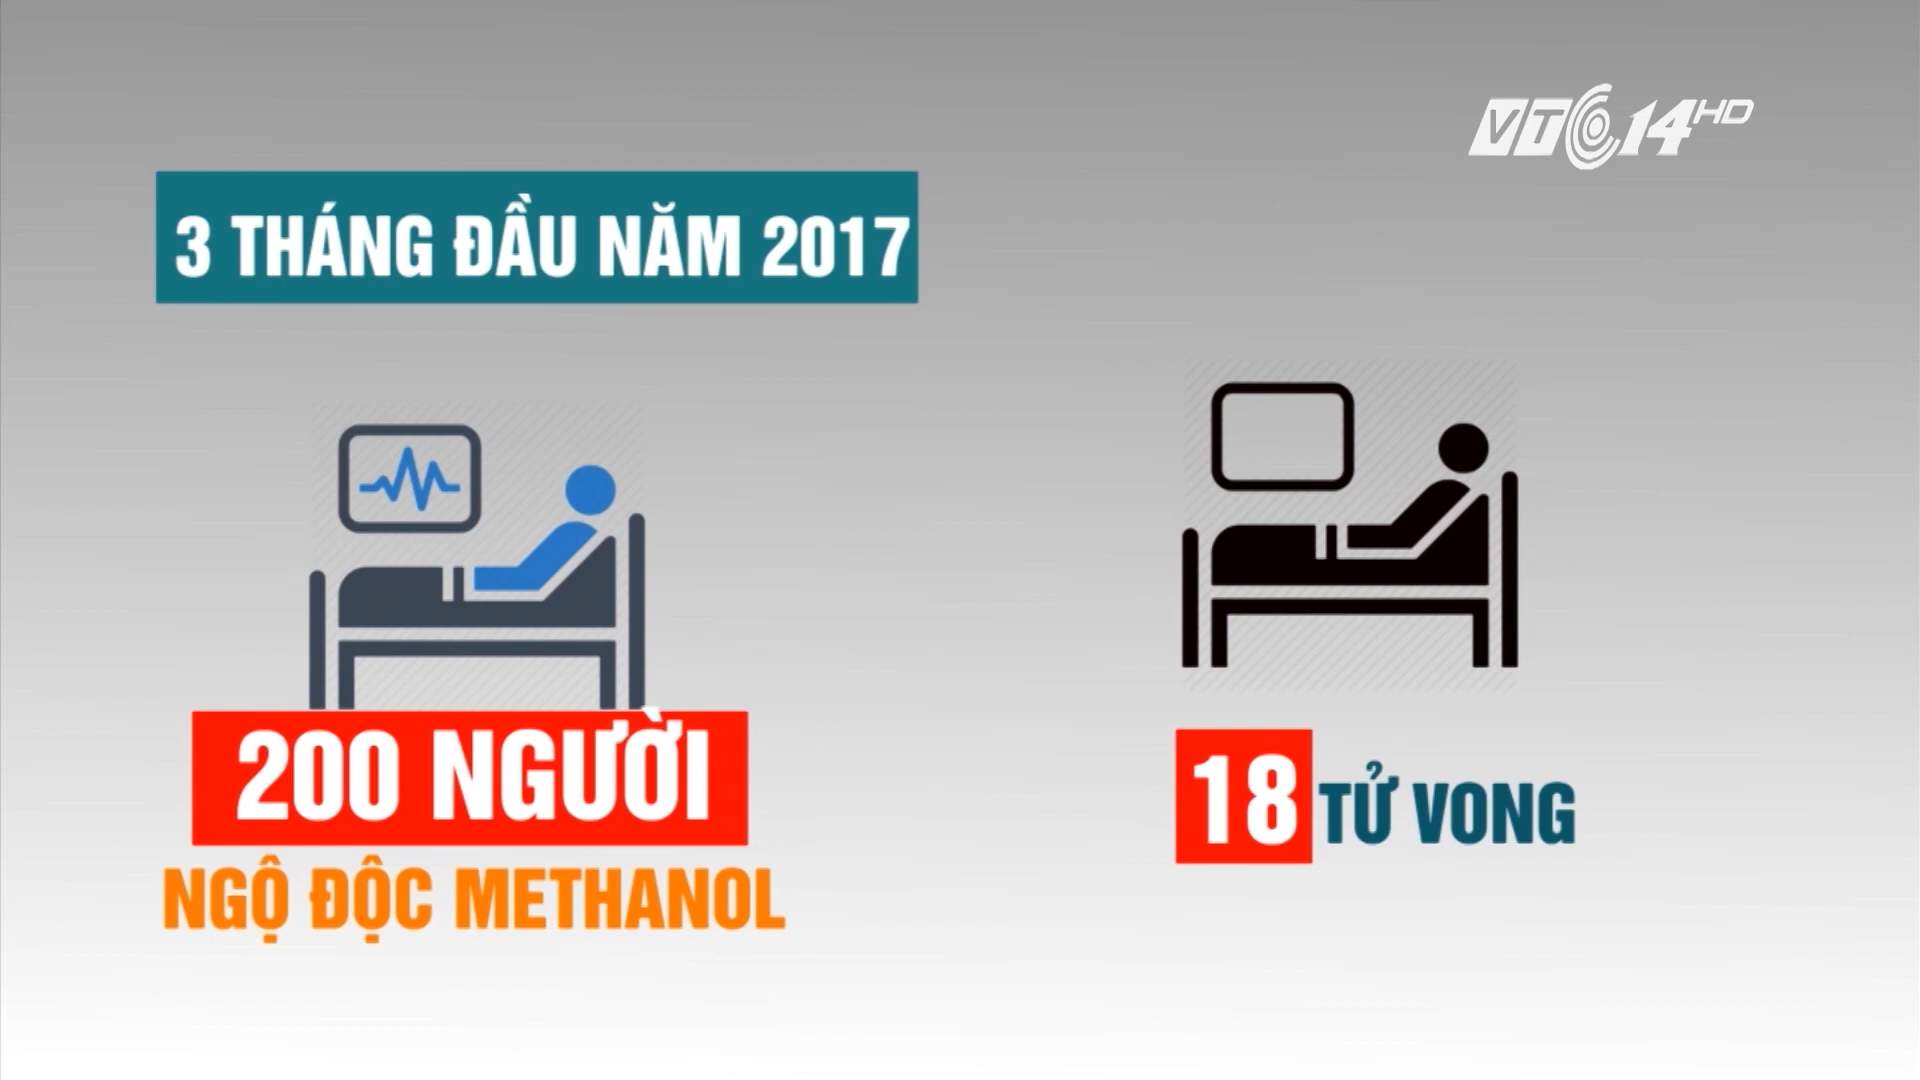 VTC14 HD
3 THÁNG ĐẦU NĂM 2017
200 NGƯỜI
NGỘ ĐỘC METHANOL
18 TỬ VONG